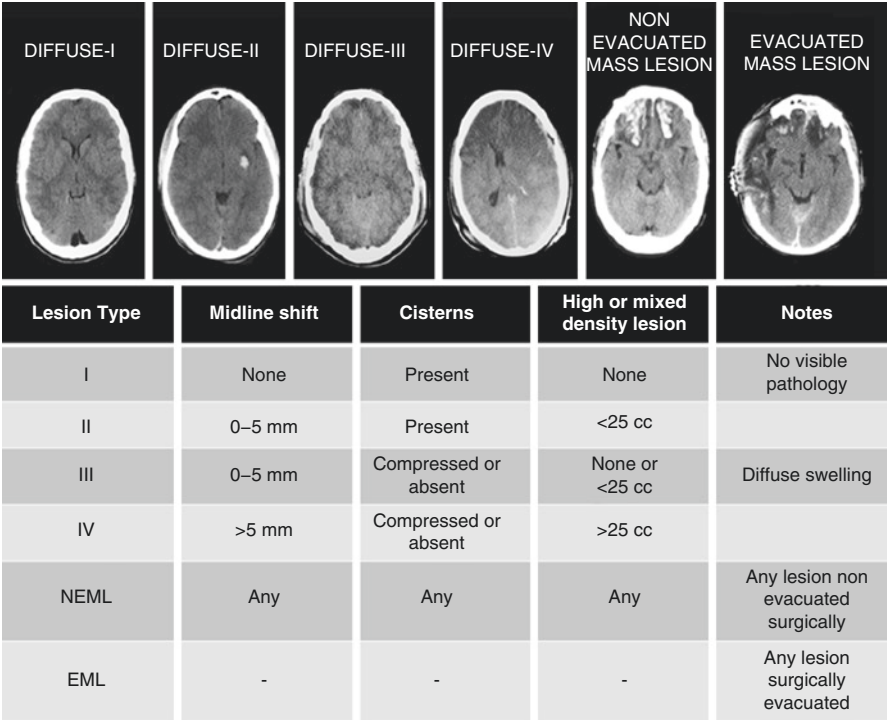 DIFFUSE-I
DIFFUSE-II
DIFFUSE-III
DIFFUSE-IV
NON
EVACUATED
MASS LESION
EVACUATED
MASS LESION
Lesion Type
Midline shift
Cisterns
High or mixed
density lesion
Notes
I
None
Present
None
No visible
pathology
II
0–5 mm
Present
<25 cc
III
0–5 mm
Compressed or
absent
None or
<25 cc
Diffuse swelling
IV
>5 mm
Compressed or
absent
>25 cc
NEML
Any
Any
Any
Any lesion non
evacuated
surgically
EML
-
-
-
Any lesion
surgically
evacuated